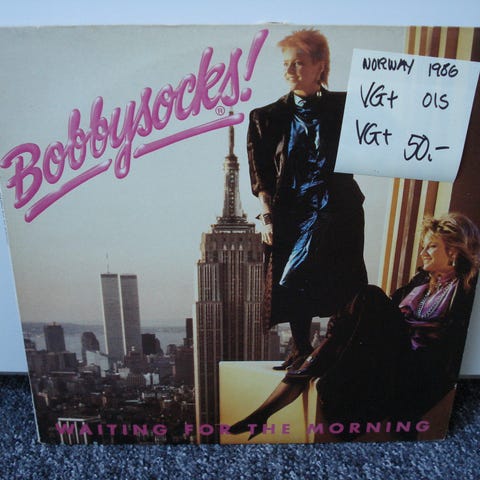 Bobbysocks!
®
NORWAY 1986
VG+ OIS
VG+ 50,-
WAITING FOR THE MORNING